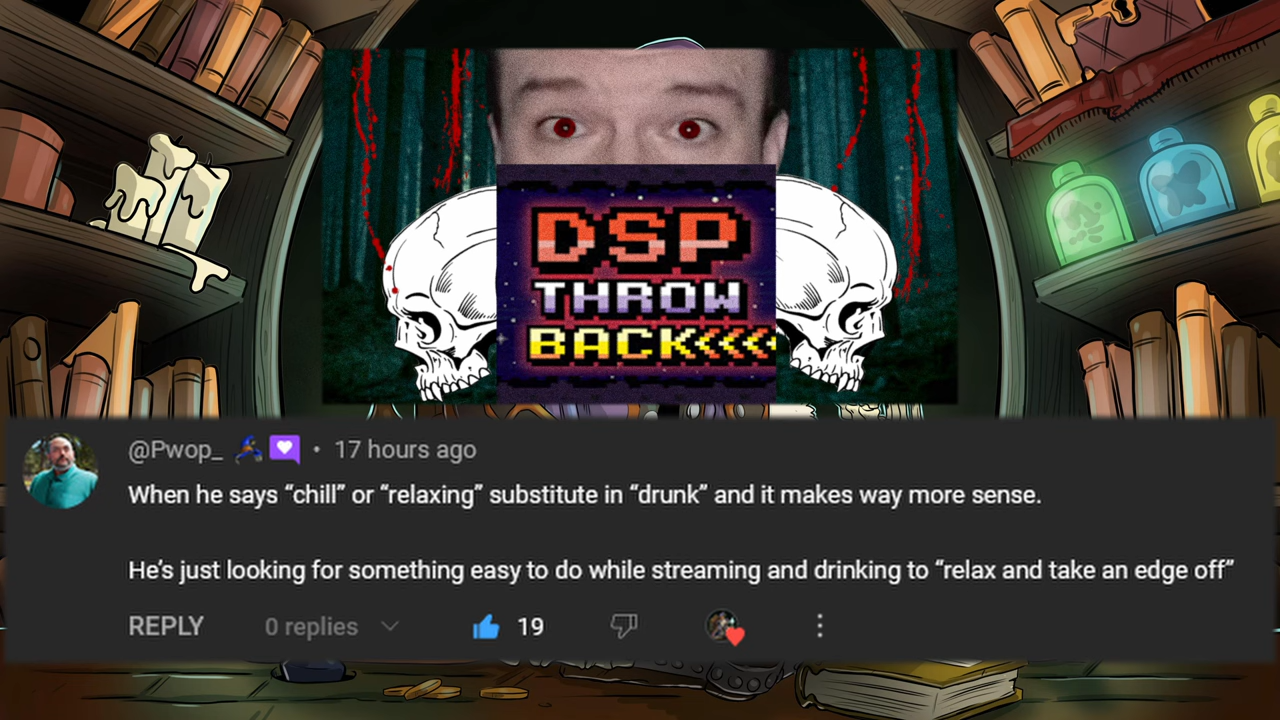 DSP
THROW
BACK<<<<
@Pwop_ • 17 hours ago
When he says “chill” or “relaxing” substitute in “drunk” and it makes way more sense.
He’s just looking for something easy to do while streaming and drinking to “relax and take an edge off”
REPLY 0 replies 19